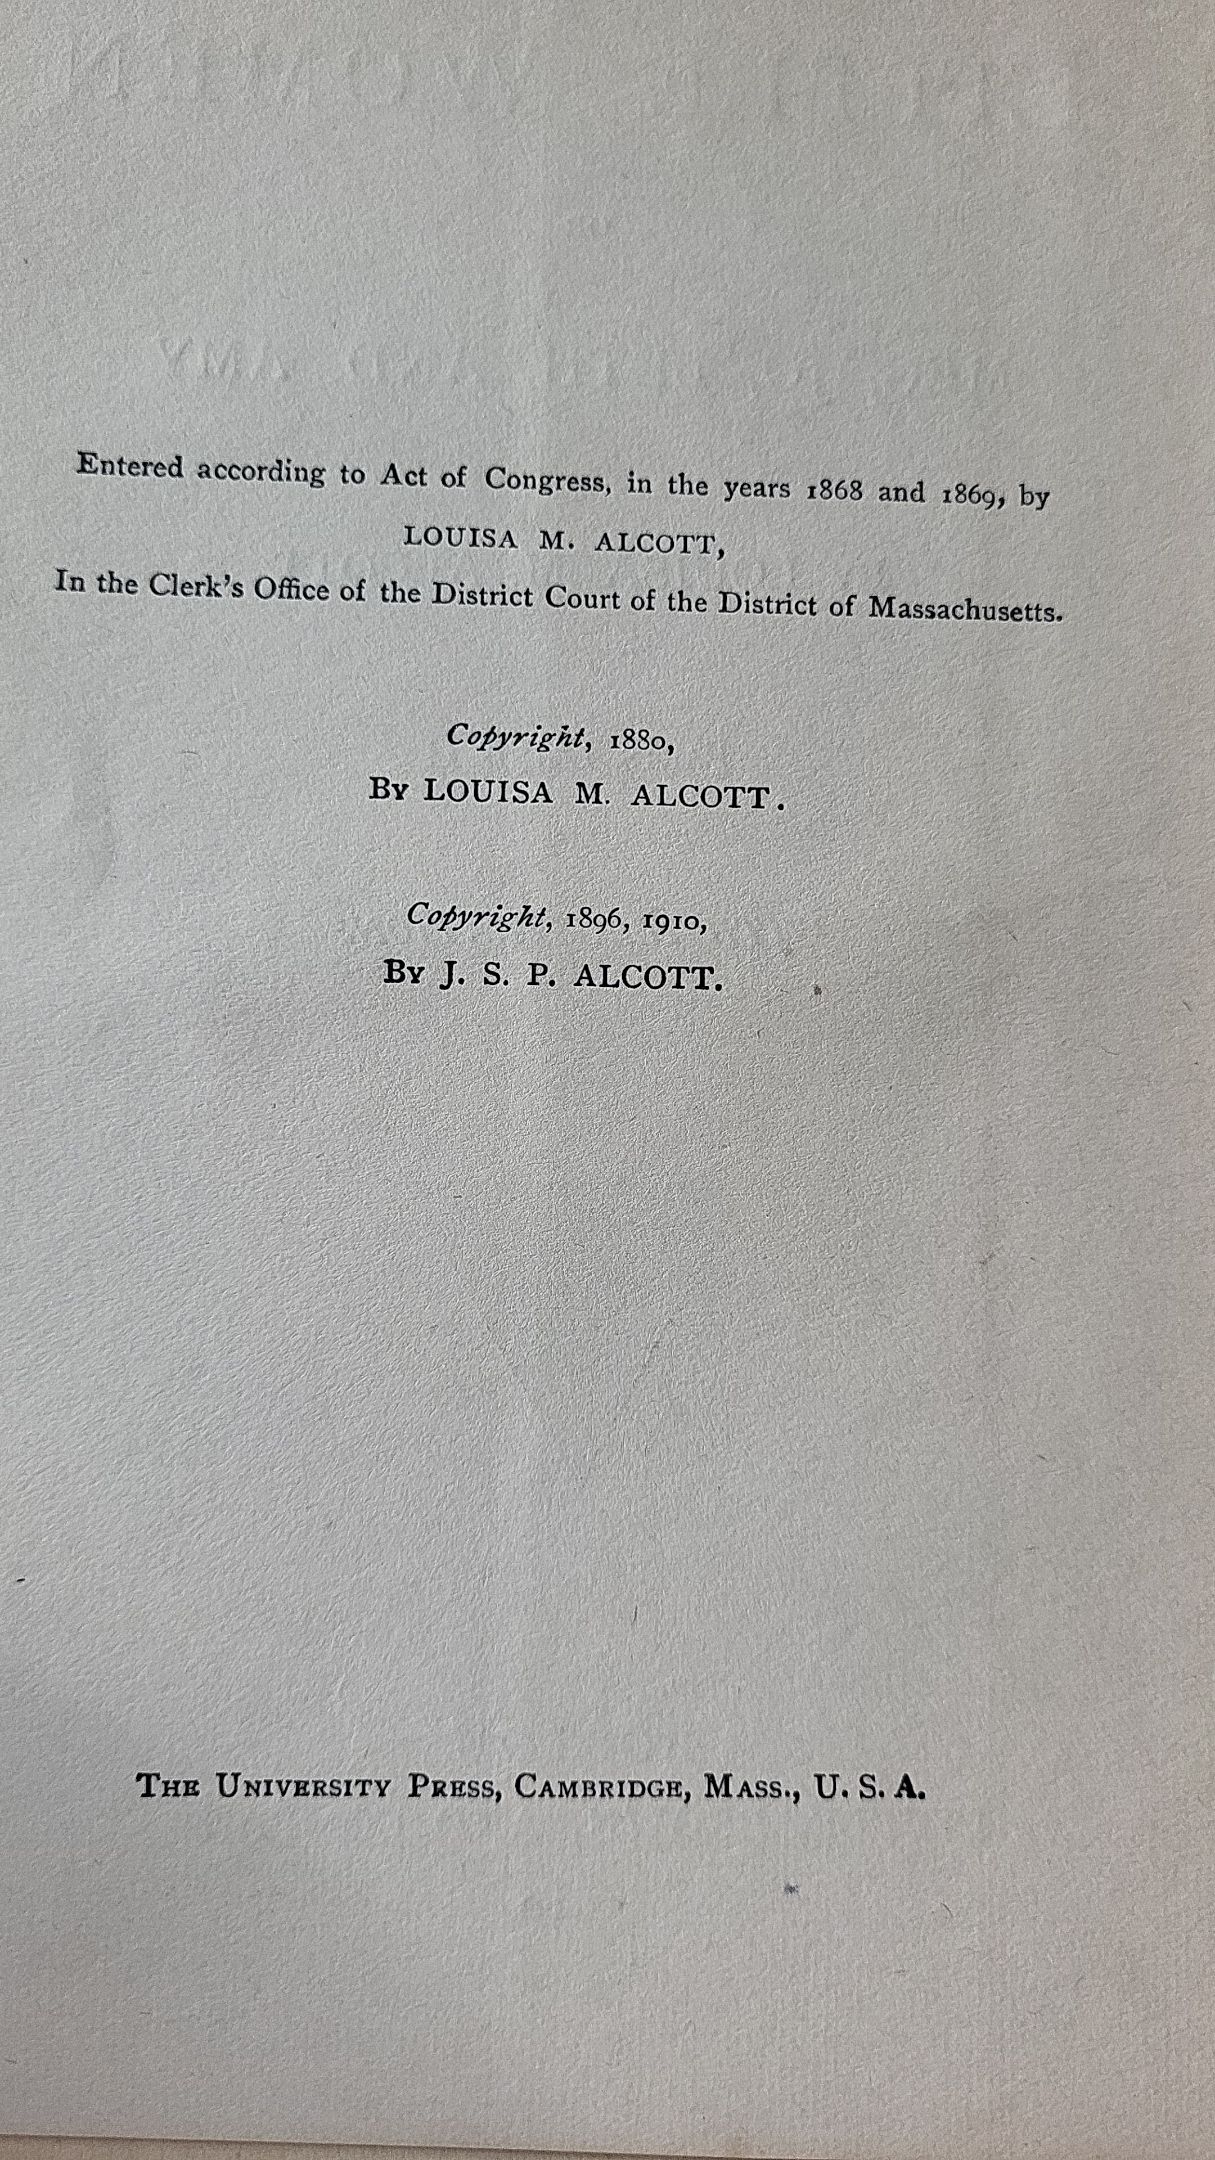 Entered according to Act of Congress, in the years 1868 and 1869, by
LOUISA M. ALCOTT,
In the Clerk's Office of the District Court of the District of Massachusetts.
Copyright, 1880,
By LOUISA M. ALCOTT.
Copyright, 1896, 1910,
By J. S. P. ALCOTT.
The University Press, Cambridge, Mass., U. S. A.